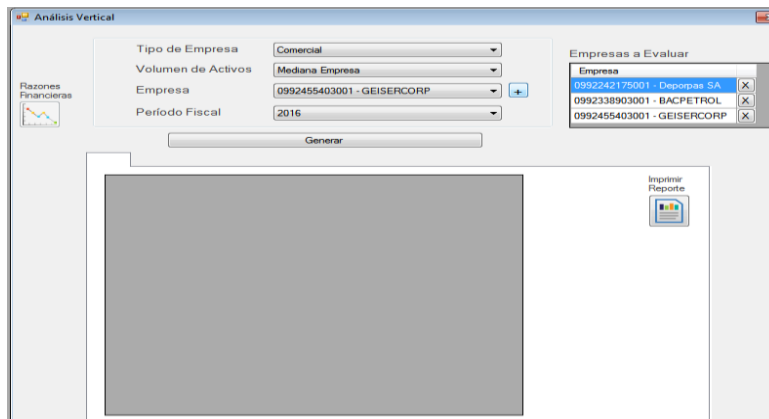 Análisis Vertical
Tipo de Empresa
Comercial
Volumen de Activos
Mediana Empresa
Empresa
0992455403001 - GEISERCORP
+
Período Fiscal
2016
Generar
Razones
Financieras
Empresas a Evaluar
Empresa
0992242175001 - Deporpas SA
X
0992338903001 - BACPETROL
X
0992455403001 - GEISERCORP
X
Imprimir
Reporte